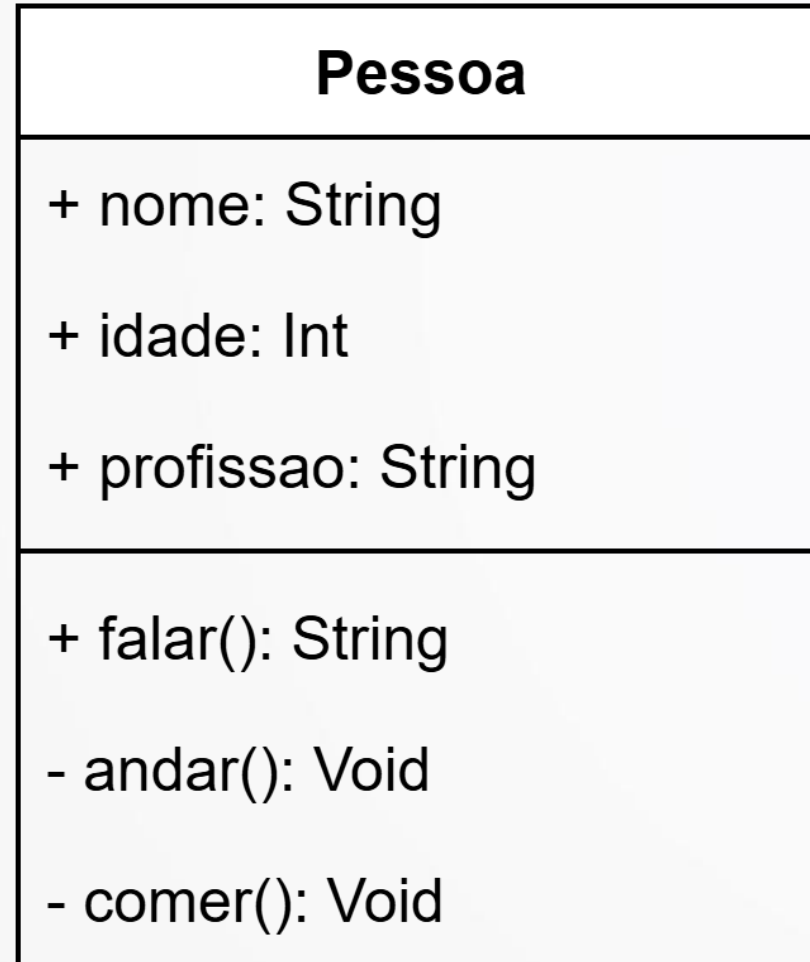 Pessoa
+ nome: String
+ idade: Int
+ profissao: String
+ falar(): String
- andar(): Void
- comer(): Void